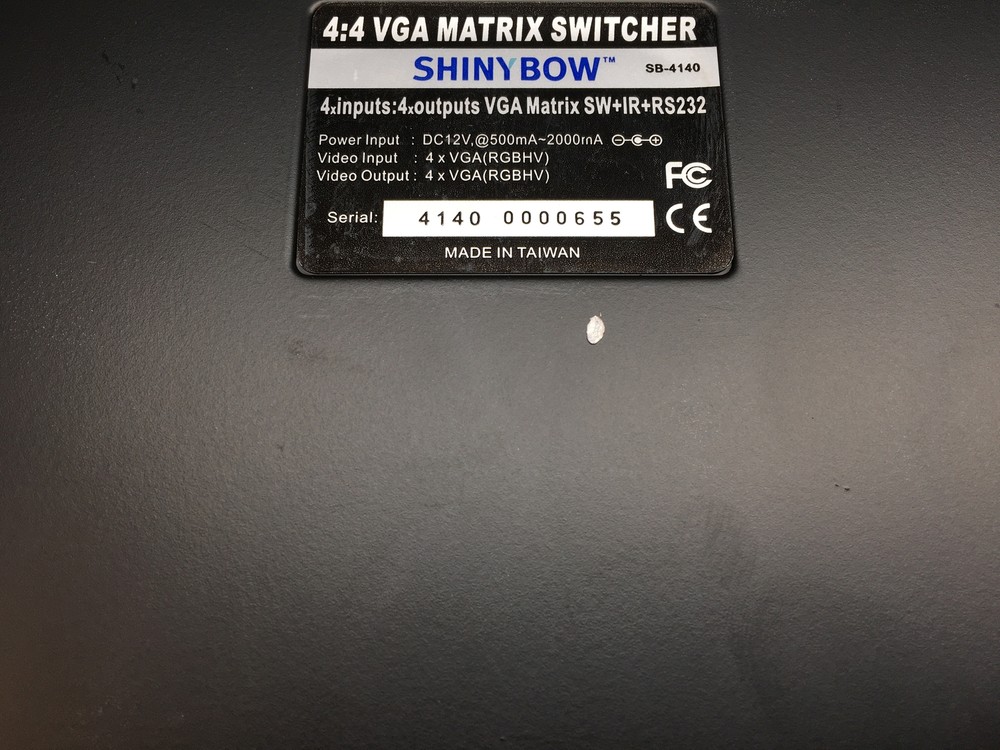 4:4 VGA MATRIX SWITCHER
SHINYBOW™ SB-4140
4xinputs:4xoutputs VGA Matrix SW+IR+RS232
Power Input : DC12V,@500mA~2000mA
Video Input : 4 x VGA(RGBHV)
Video Output : 4 x VGA(RGBHV)
FC
Serial: 4140 0000655 CE
MADE IN TAIWAN